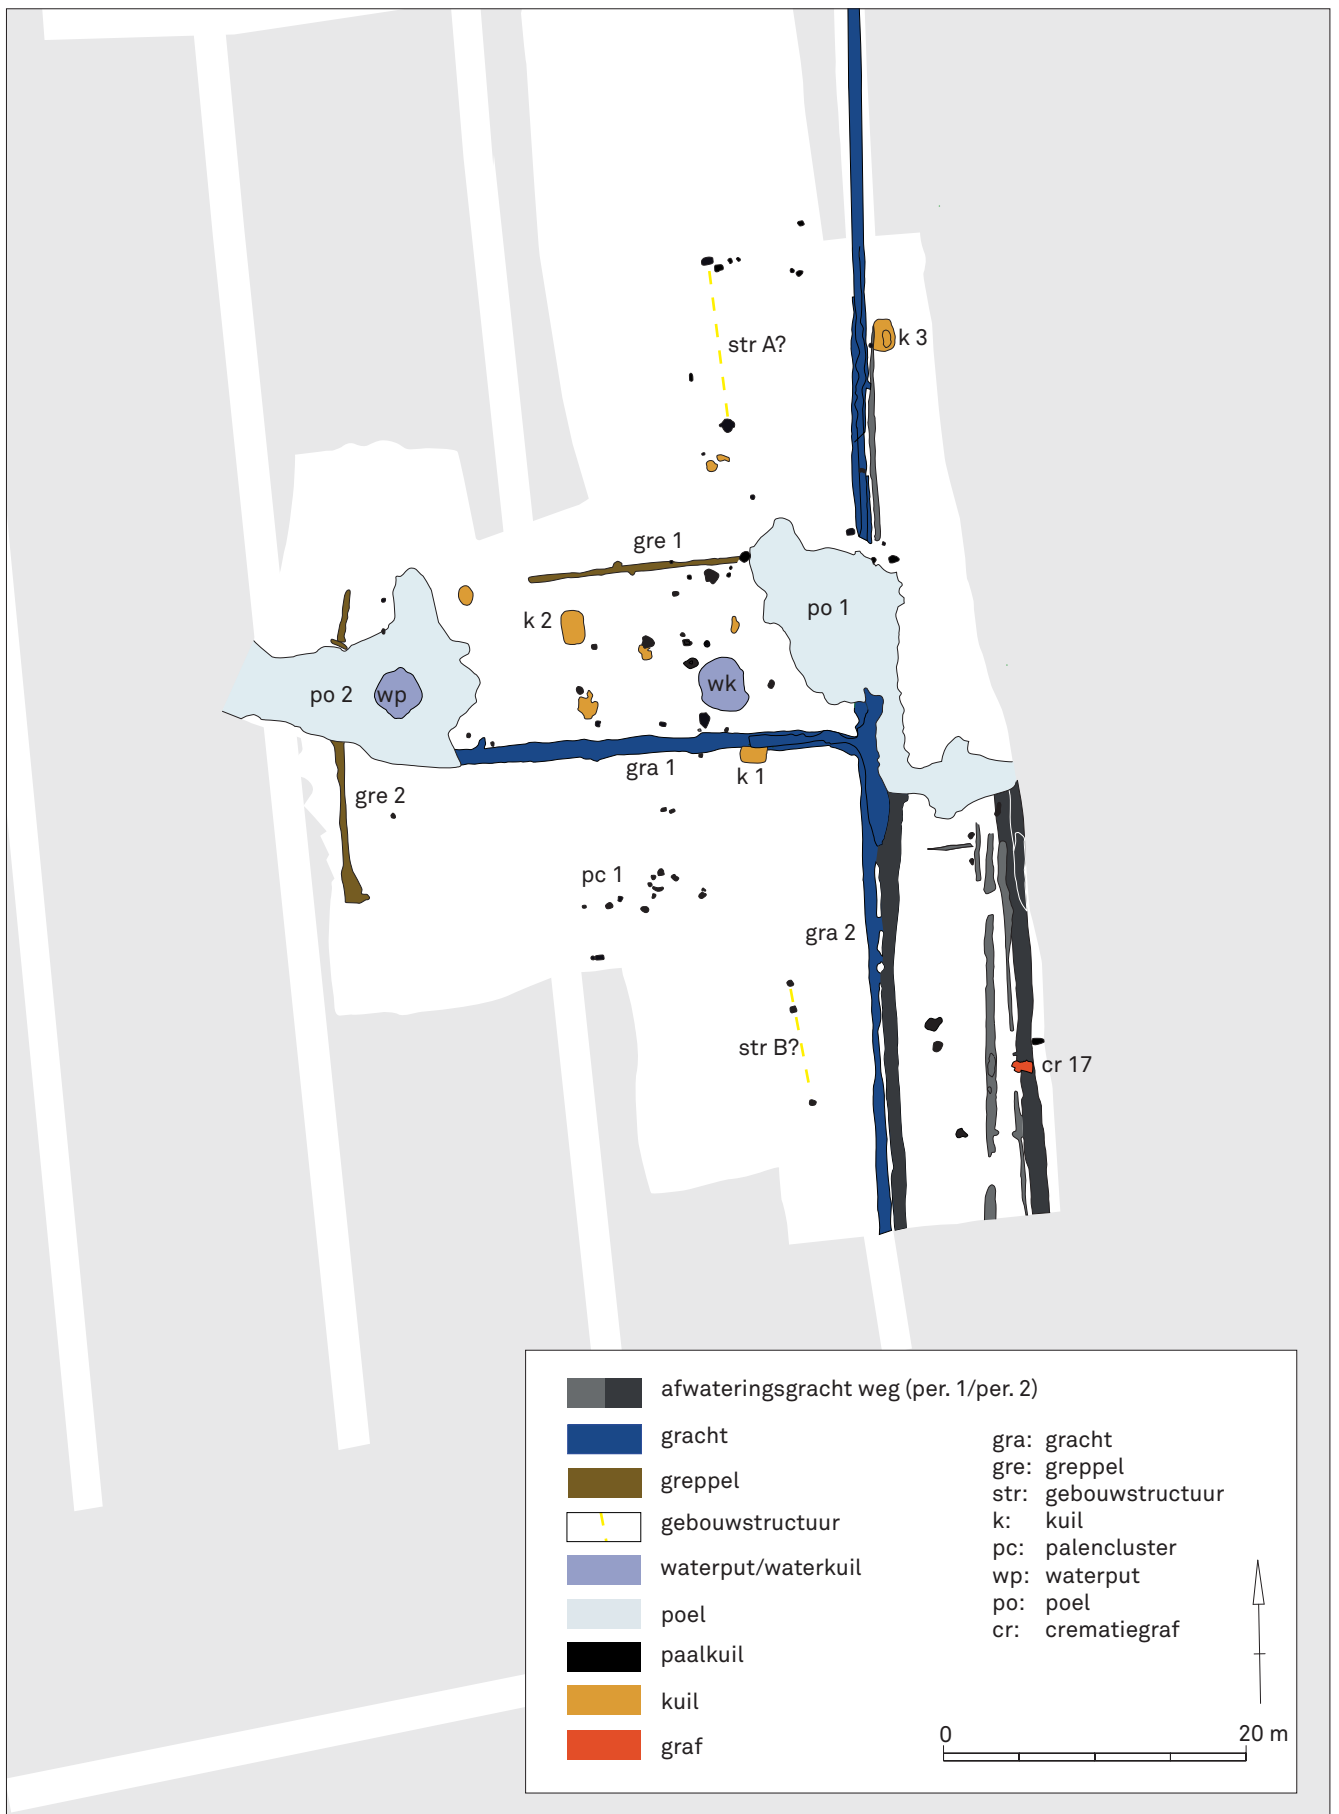 str A?
k 3
gre 1
k 2
po 1
po 2
wp
wk
gra 1
k 1
gre 2
pc 1
gra 2
str B?
cr 17
afwateringsgracht weg (per. 1/per. 2)
gracht
greppel
gebouwstructuur
waterput/waterkuil
poel
paalkuil
kuil
graf
gra: gracht
gre: greppel
str: gebouwstructuur
k: kuil
pc: palencluster
wp: waterput
po: poel
cr: crematiegraf
0 20 m